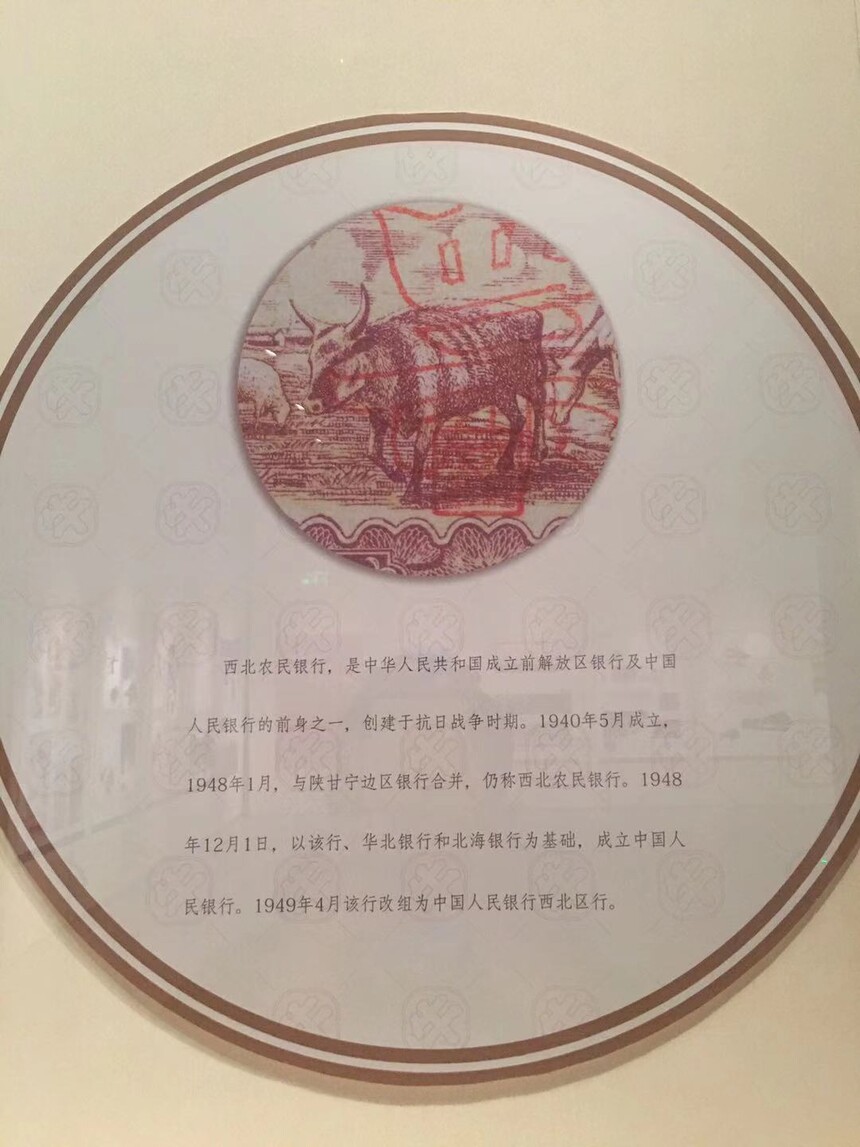 西北农民银行，是中华人民共和国成立前解放区银行及中国
人民银行的前身之一，创建于抗日战争时期。1940年5月成立，
1948年1月，与陕甘宁边区银行合并，仍称西北农民银行。1948
年12月1日，以该行、华北银行和北海银行为基础，成立中国人
民银行。1949年4月该行改组为中国人民银行西北区行。